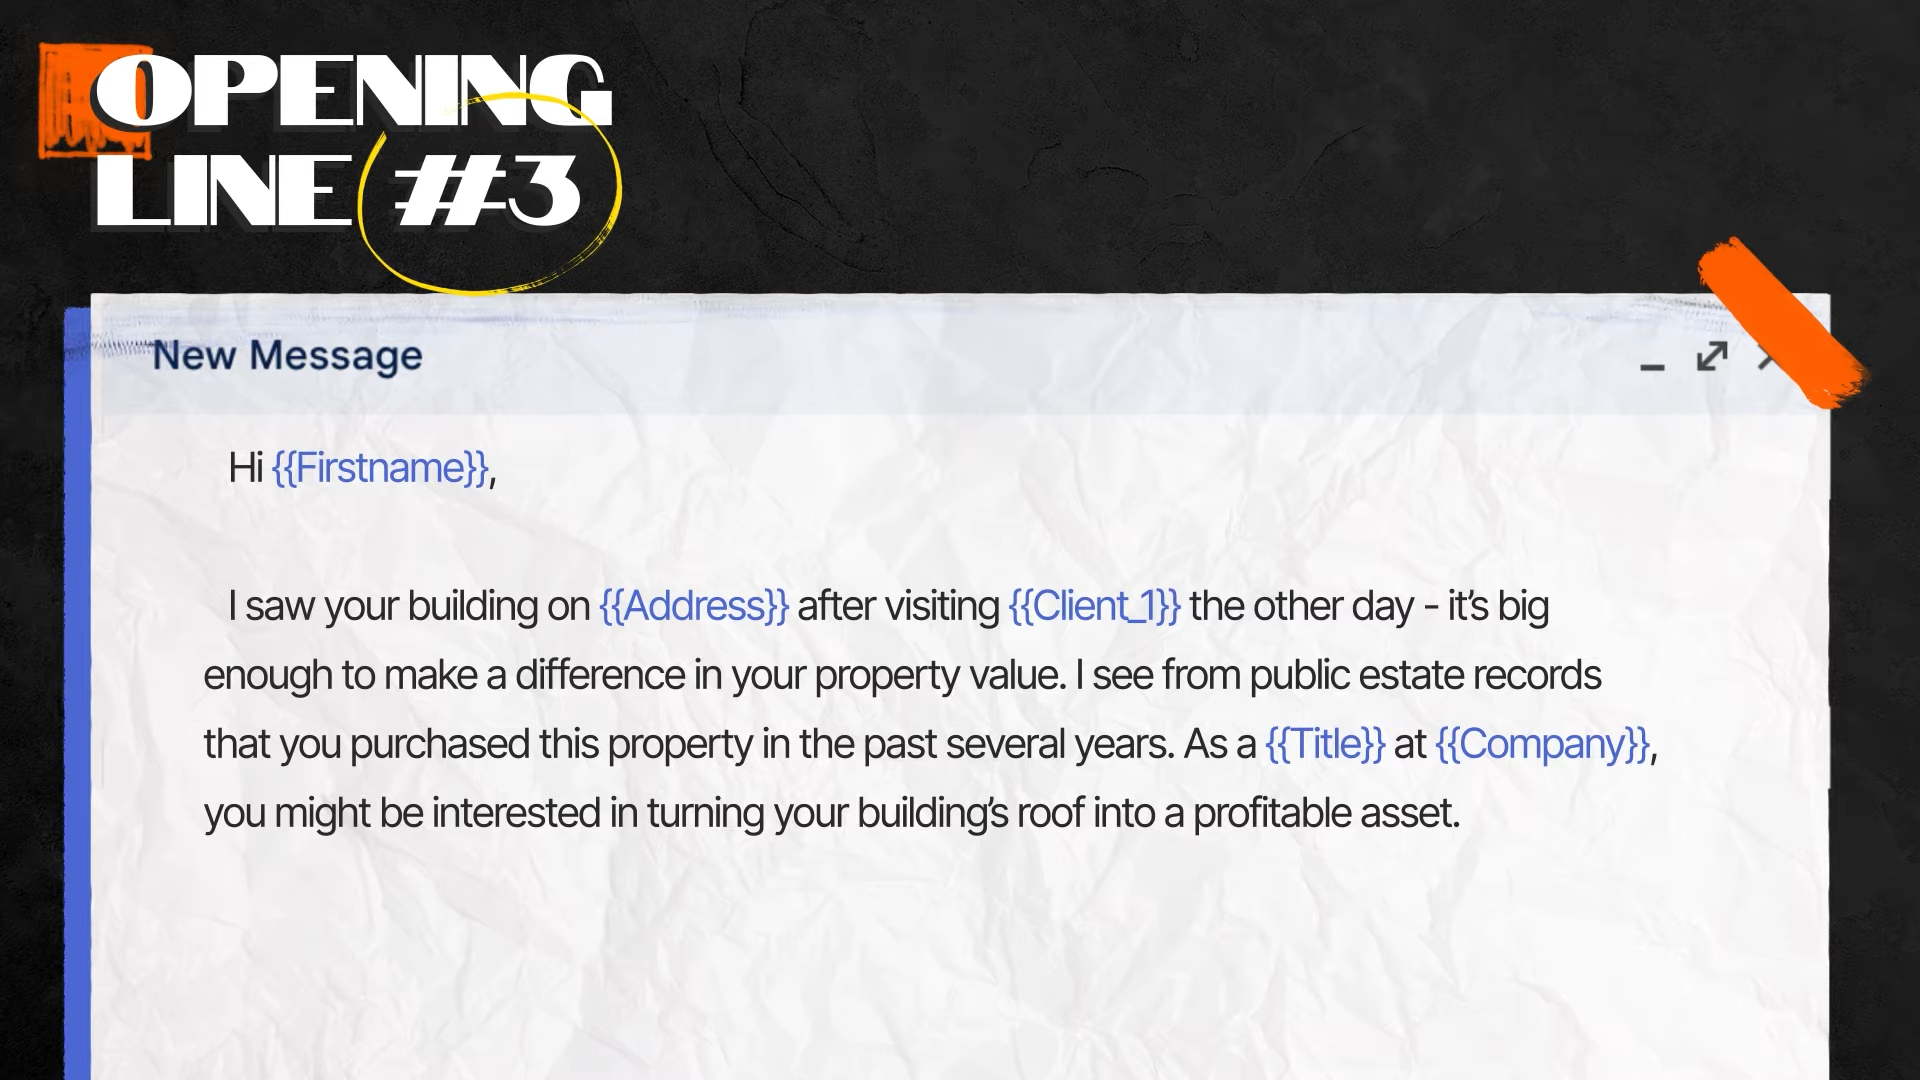 OPENING
LINE #3
New Message
Hi {{Firstname}},
I saw your building on {{Address}} after visiting {{Client_1}} the other day - it’s big
enough to make a difference in your property value. I see from public estate records
that you purchased this property in the past several years. As a {{Title}} at {{Company}},
you might be interested in turning your building’s roof into a profitable asset.